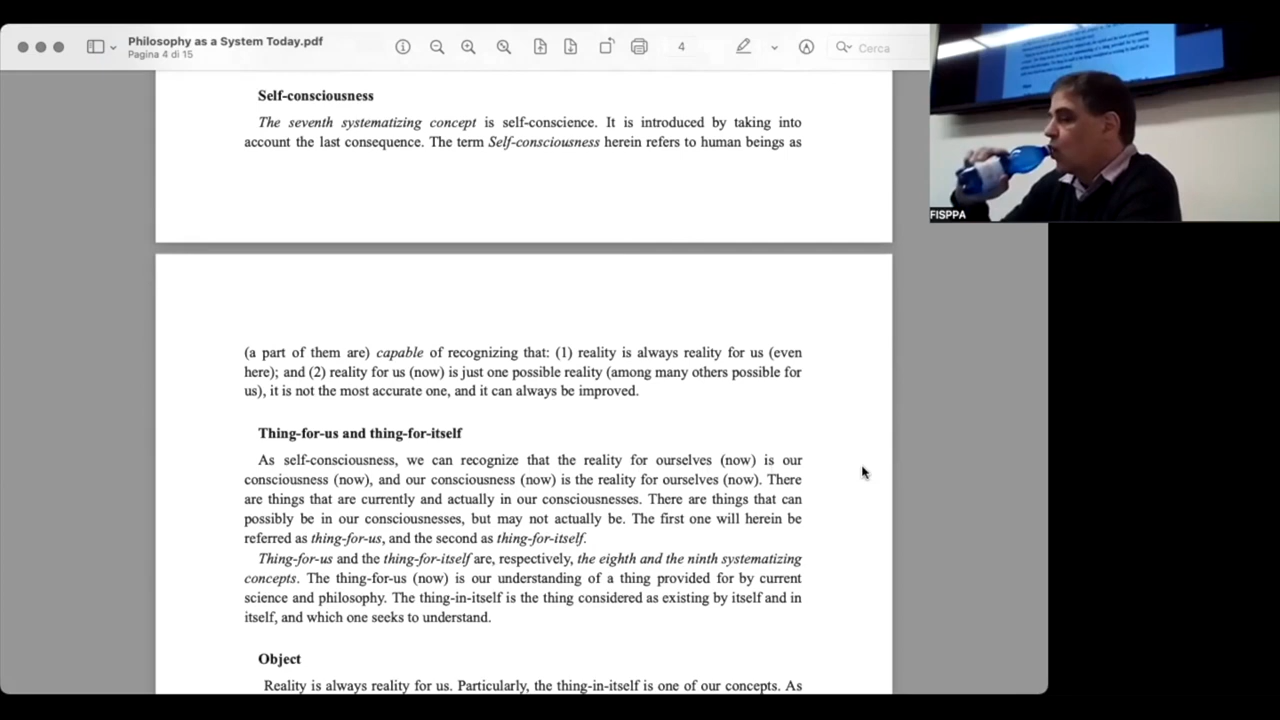 Philosophy as a System Today.pdf
Pagina 4 di 15
4
Cerca
Self-consciousness
The seventh systematizing concept is self-conscience. It is introduced by taking into
account the last consequence. The term Self-consciousness herein refers to human beings as
(a part of them are) capable of recognizing that: (1) reality is always reality for us (even
here); and (2) reality for us (now) is just one possible reality (among many others possible for
us), it is not the most accurate one, and it can always be improved.
Thing-for-us and thing-for-itself
As self-consciousness, we can recognize that the reality for ourselves (now) is our
consciousness (now), and our consciousness (now) is the reality for ourselves (now). There
are things that are currently and actually in our consciousnesses. There are things that can
possibly be in our consciousnesses, but may not actually be. The first one will herein be
referred as thing-for-us, and the second as thing-for-itself.
Thing-for-us and the thing-for-itself are, respectively, the eighth and the ninth systematizing
concepts. The thing-for-us (now) is our understanding of a thing provided for by current
science and philosophy. The thing-in-itself is the thing considered as existing by itself and in
itself, and which one seeks to understand.
Object
Reality is always reality for us. Particularly, the thing-in-itself is one of our concepts. As
FISPPA